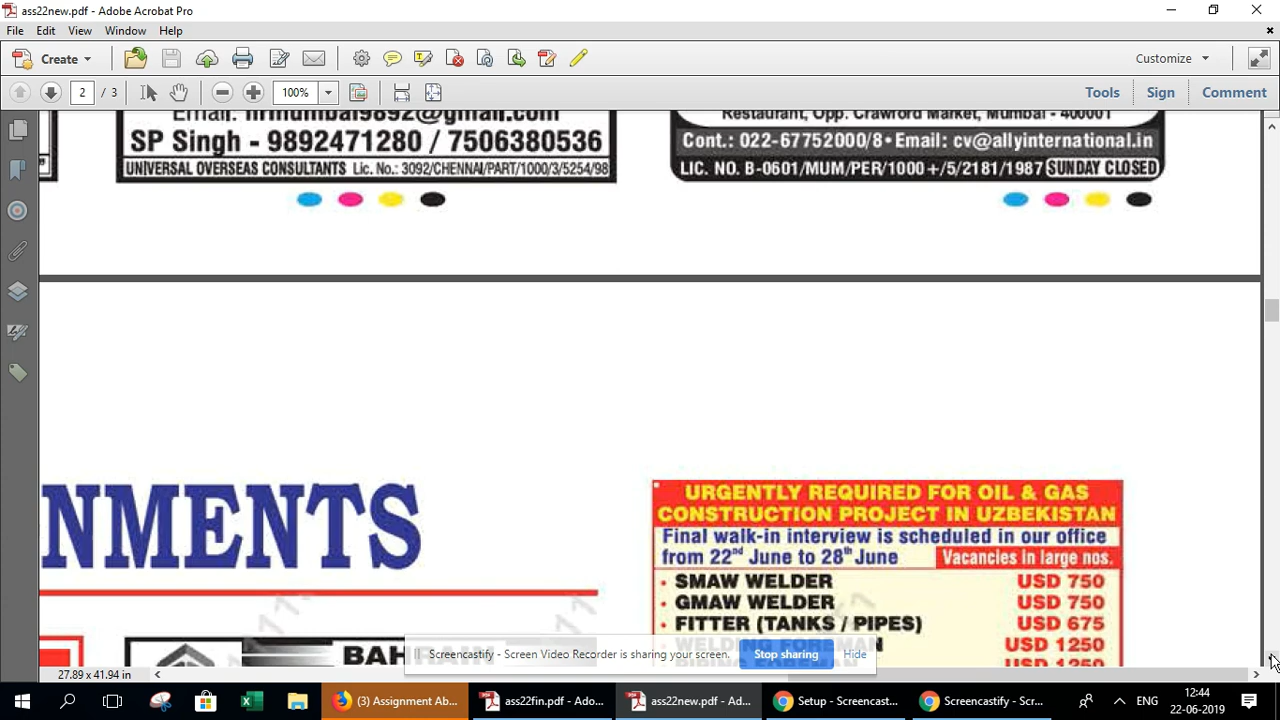 ass22new.pdf - Adobe Acrobat Pro
File Edit View Window Help
Create Customize
2 / 3 100% Tools Sign Comment
Email: hrmumbai9892@gmail.com
SP Singh - 9892471280 / 7506380536
UNIVERSAL OVERSEAS CONSULTANTS Lic. No.: 3092/CHENNAI/PART/1000/3/5254/98
Restaurant, Opp. Crawford Market, Mumbai - 400001
Cont.: 022-67752000/8 • Email: cv@allyinternational.in
LIC. NO. B-0601/MUM/PER/1000+/5/2181/1987 SUNDAY CLOSED
NMENTS
URGENTLY REQUIRED FOR OIL & GAS
CONSTRUCTION PROJECT IN UZBEKISTAN
Final walk-in interview is scheduled in our office
from 22nd June to 28th June Vacancies in large nos.
• SMAW WELDER USD 750
• GMAW WELDER USD 750
• FITTER (TANKS / PIPES) USD 675
USD 1250
BAH
Screencastify - Screen Video Recorder is sharing your screen. Stop sharing Hide
27.89 x 41.94 in
(3) Assignment Ab... ass22fin.pdf - Ado... ass22new.pdf - Ad... Setup - Screencast... Screencastify - Scr... ENG 12:44
22-06-2019